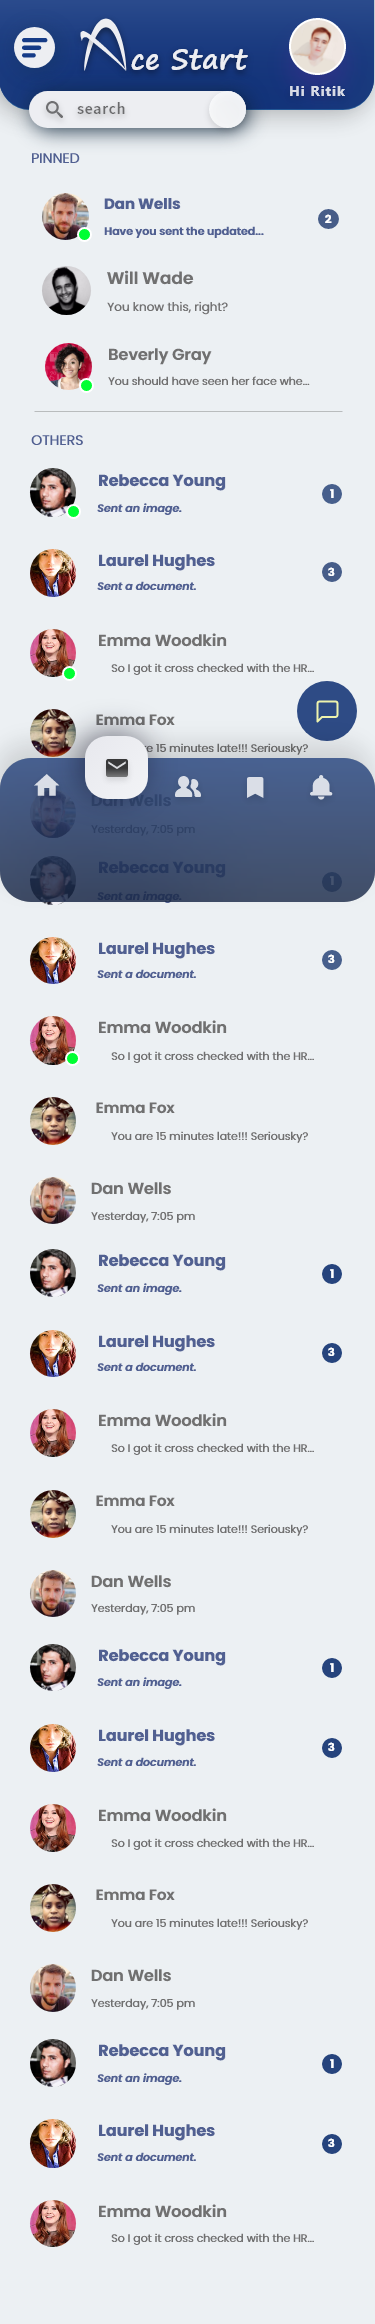 Ace Start
Hi Ritik
search
PINNED
Dan Wells
Have you sent the updated...
2
Will Wade
You know this, right?
Beverly Gray
You should have seen her face whe...
OTHERS
Rebecca Young
Sent an image.
1
Laurel Hughes
Sent a document.
3
Emma Woodkin
So I got it cross checked with the HR...
Emma Fox
re 15 minutes late!!! Seriousky?
Dan Wells
Yesterday, 7:05 pm
Rebecca Young
Sent an image.
1
Laurel Hughes
Sent a document.
3
Emma Woodkin
So I got it cross checked with the HR...
Emma Fox
You are 15 minutes late!!! Seriousky?
Dan Wells
Yesterday, 7:05 pm
Rebecca Young
Sent an image.
1
Laurel Hughes
Sent a document.
3
Emma Woodkin
So I got it cross checked with the HR...
Emma Fox
You are 15 minutes late!!! Seriousky?
Dan Wells
Yesterday, 7:05 pm
Rebecca Young
Sent an image.
1
Laurel Hughes
Sent a document.
3
Emma Woodkin
So I got it cross checked with the HR...
Emma Fox
You are 15 minutes late!!! Seriousky?
Dan Wells
Yesterday, 7:05 pm
Rebecca Young
Sent an image.
1
Laurel Hughes
Sent a document.
3
Emma Woodkin
So I got it cross checked with the HR...